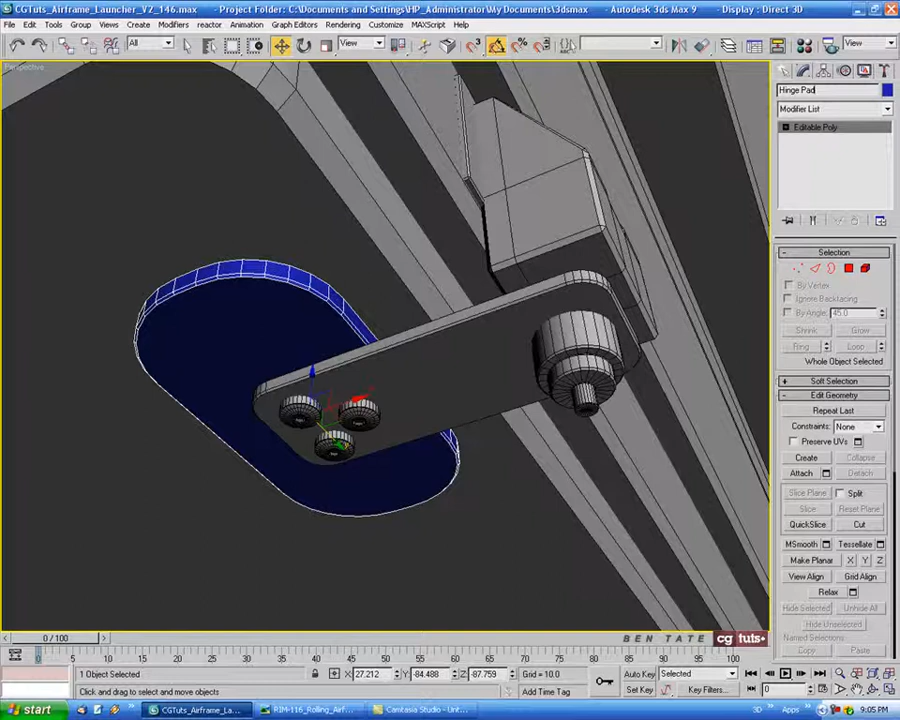 CGTuts_Airframe_Launcher_V2_146.max - Project Folder: C:\Documents and Settings\HP_Administrator\My Documents\3dsmax - Autodesk 3ds Max 9 - Display : Direct 3D
File Edit Tools Group Views Create Modifiers reactor Animation Graph Editors Rendering Customize MAXScript Help
All View View
Perspective
Hinge Pad
Modifier List
Editable Poly
Selection
By Vertex
Ignore Backfacing
By Angle: 45.0
Shrink Grow
Ring Loop
Whole Object Selected
Soft Selection
Edit Geometry
Repeat Last
Constraints: None
Preserve UVs
Create Collapse
Attach Detach
Slice Plane Split
Slice Reset Plane
QuickSlice Cut
MSmooth Tessellate
Make Planar X Y Z
View Align Grid Align
Relax
Hide Selected Unhide All
Hide Unselected
Named Selections:
Copy Paste
BEN TATE cg tuts+
0 / 100
0 5 10 15 20 25 30 35 40 45 50 55 60 65 70 75 80 85 90 95 100
1 Object Selected X: 27.212 Y: -84.488 Z: -87.759 Grid = 10.0 Auto Key Selected
Click and drag to select and move objects Add Time Tag Set Key Key Filters... 0
start CGTuts_Airframe_La... RIM-116_Rolling_Airf... Camtasia Studio - Unt... 3D Apps 9:05 PM